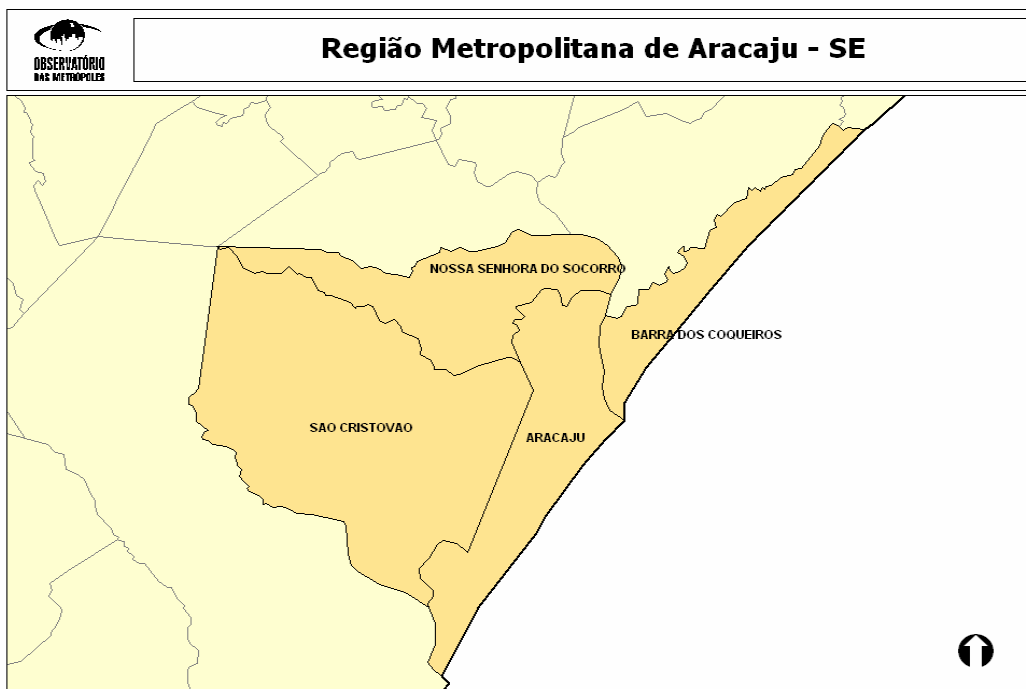 OBSERVATÓRIO
DAS METRÓPOLES
Região Metropolitana de Aracaju - SE
NOSSA SENHORA DO SOCORRO
BARRA DOS COQUEIROS
SAO CRISTOVAO
ARACAJU